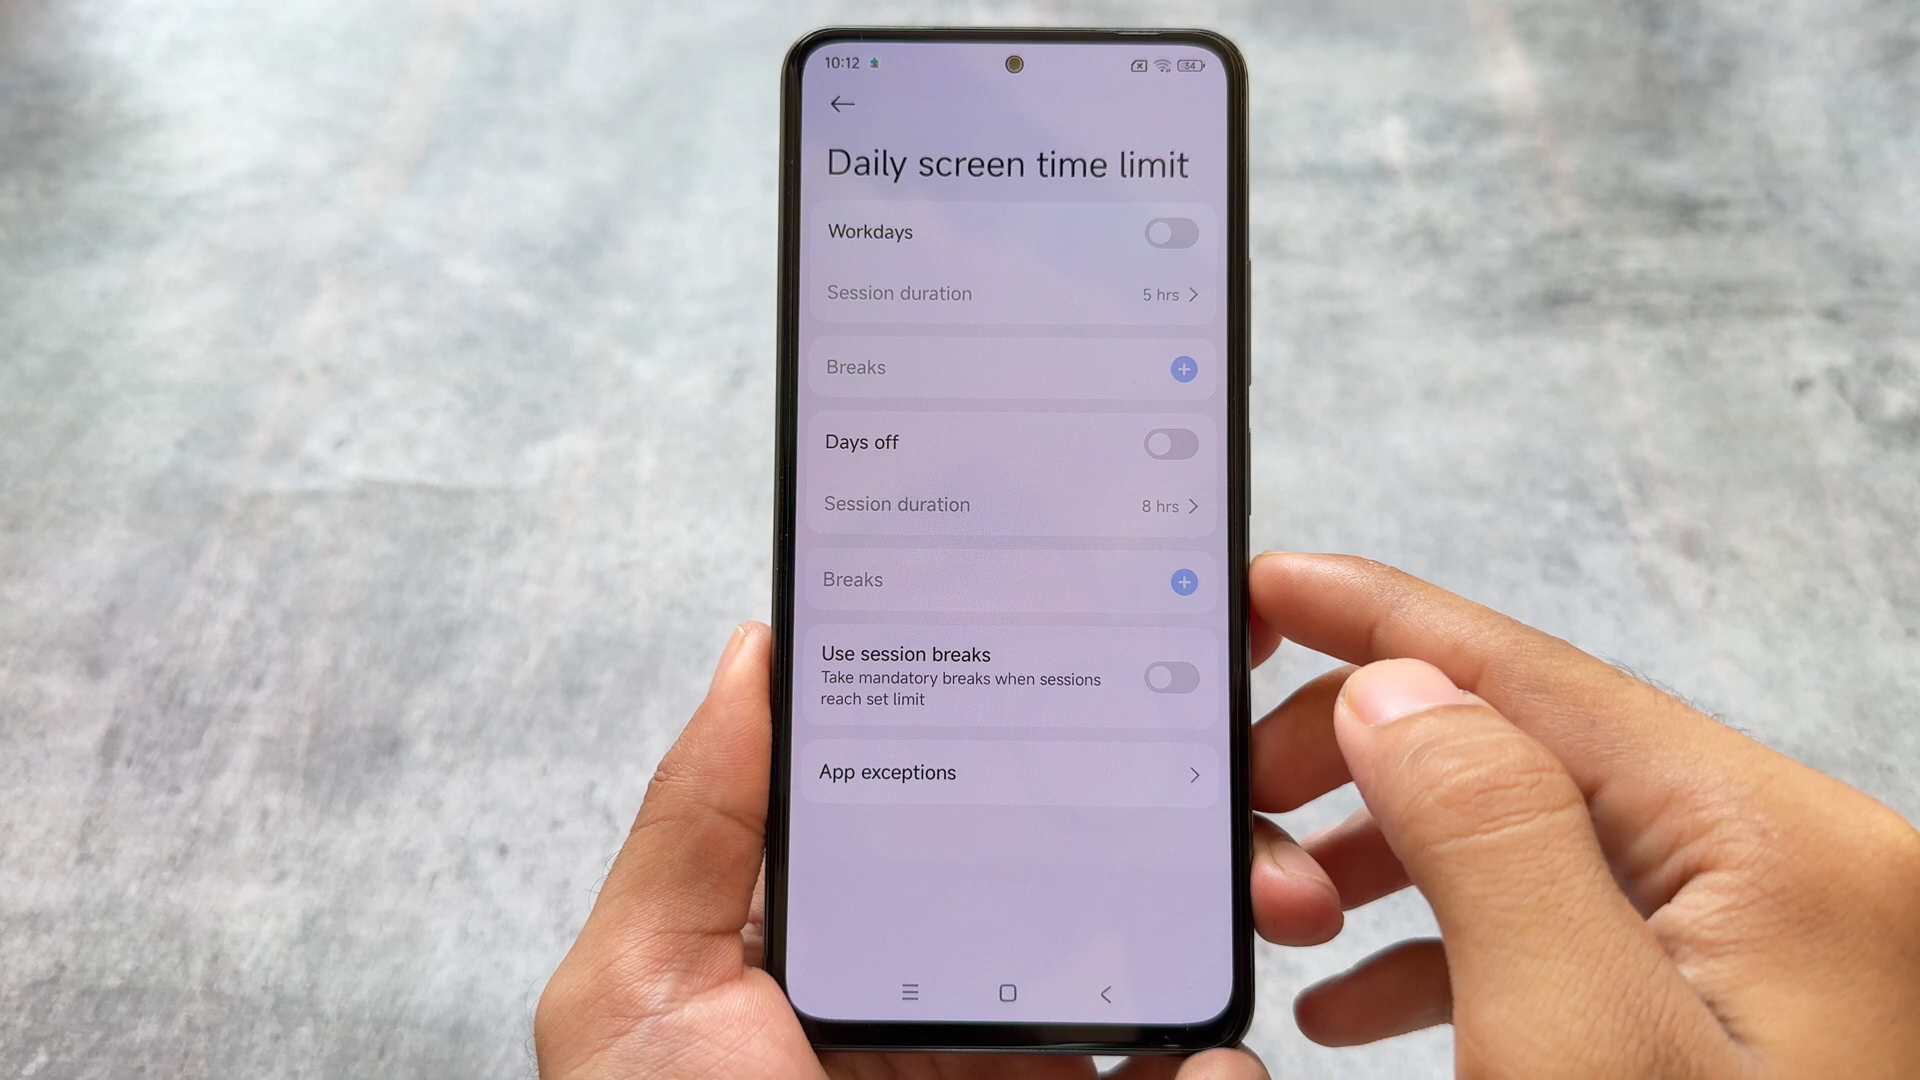 10:12
34
Daily screen time limit
Workdays
Session duration 5 hrs
Breaks
Days off
Session duration 8 hrs
Breaks
Use session breaks
Take mandatory breaks when sessions
reach set limit
App exceptions